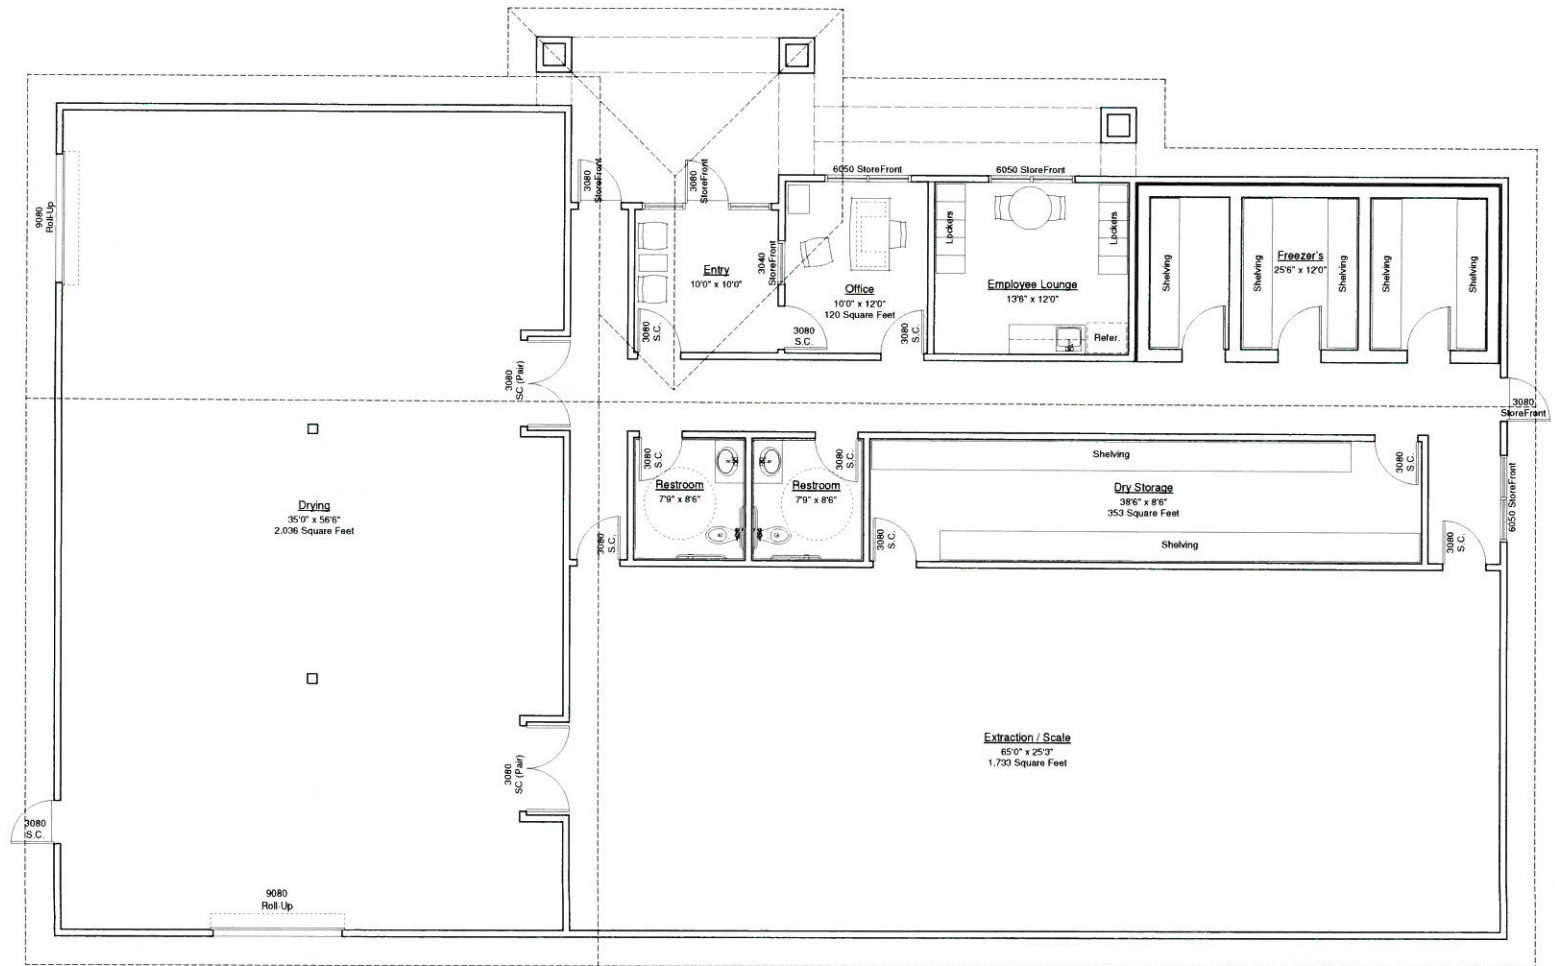 6050 StoreFront
6050 StoreFront
3080
StoreFront
3080
StoreFront
9080
Roll-Up
Entry
10'0" x 10'0"
3040
StoreFront
Office
10'0" x 12'0"
120 Square Feet
Lockers
Lockers
Employee Lounge
13'6" x 12'0"
Refer.
Shelving
Shelving
Freezer's
25'6" x 12'0"
Shelving
Shelving
Shelving
3080
S.C.
3080
S.C.
3080
S.C.
3080
SC (Pair)
3080
StoreFront
3080
S.C.
Restroom
7'9" x 8'6"
3080
S.C.
Restroom
7'9" x 8'6"
Shelving
Dry Storage
38'6" x 8'6"
353 Square Feet
3080
S.C.
6050 StoreFront
Drying
35'0" x 56'6"
2,036 Square Feet
3080
S.C.
3080
S.C.
Shelving
3080
S.C.
Extraction / Scale
65'0" x 25'3"
1,733 Square Feet
3080
SC (Pair)
3080
S.C.
9080
Roll-Up